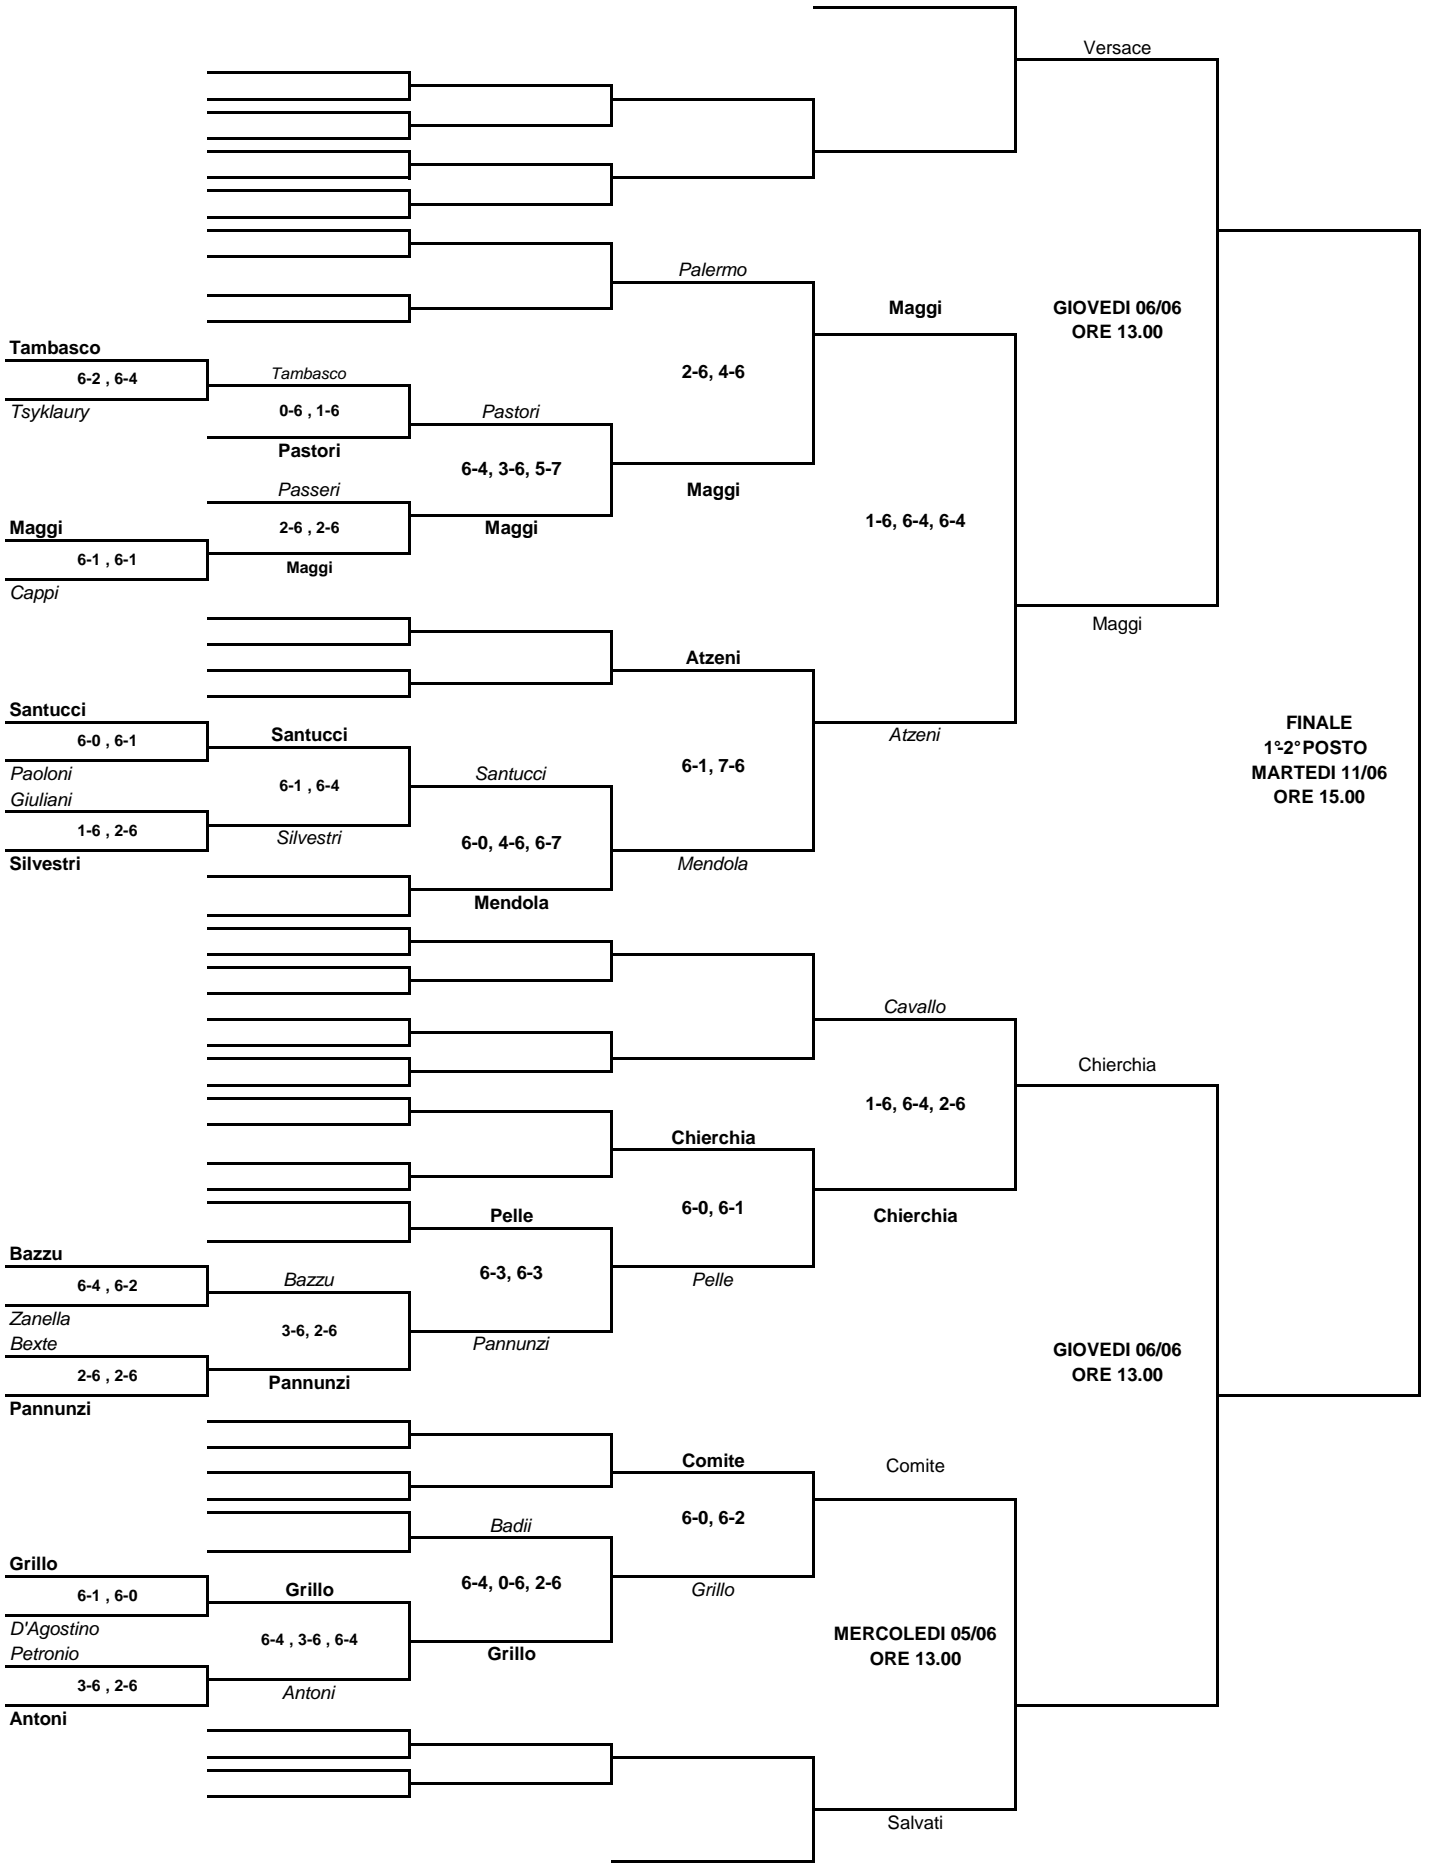 Versace
Palermo
Maggi
GIOVEDI 06/06
ORE 13.00
Tambasco
6-2 , 6-4
Tambasco
2-6, 4-6
Tsyklaury
0-6 , 1-6
Pastori
Pastori
6-4, 3-6, 5-7
Passeri
Maggi
Maggi
2-6 , 2-6
Maggi
1-6, 6-4, 6-4
6-1 , 6-1
Maggi
Cappi
Maggi
Atzeni
Santucci
6-0 , 6-1
Santucci
Atzeni
FINALE
1°-2° POSTO
MARTEDI 11/06
ORE 15.00
Paoloni
Giuliani
6-1 , 6-4
Santucci
6-1, 7-6
1-6 , 2-6
Silvestri
6-0, 4-6, 6-7
Silvestri
Mendola
Mendola
Cavallo
Chierchia
1-6, 6-4, 2-6
Chierchia
Pelle
6-0, 6-1
Chierchia
Bazzu
6-4 , 6-2
Bazzu
6-3, 6-3
Pelle
Zanella
Bexte
3-6, 2-6
Pannunzi
GIOVEDI 06/06
ORE 13.00
2-6 , 2-6
Pannunzi
Pannunzi
Comite
Comite
Badii
6-0, 6-2
Grillo
6-1 , 6-0
Grillo
6-4, 0-6, 2-6
Grillo
D'Agostino
Petronio
6-4 , 3-6 , 6-4
Grillo
MERCOLEDI 05/06
ORE 13.00
3-6 , 2-6
Antoni
Antoni
Salvati